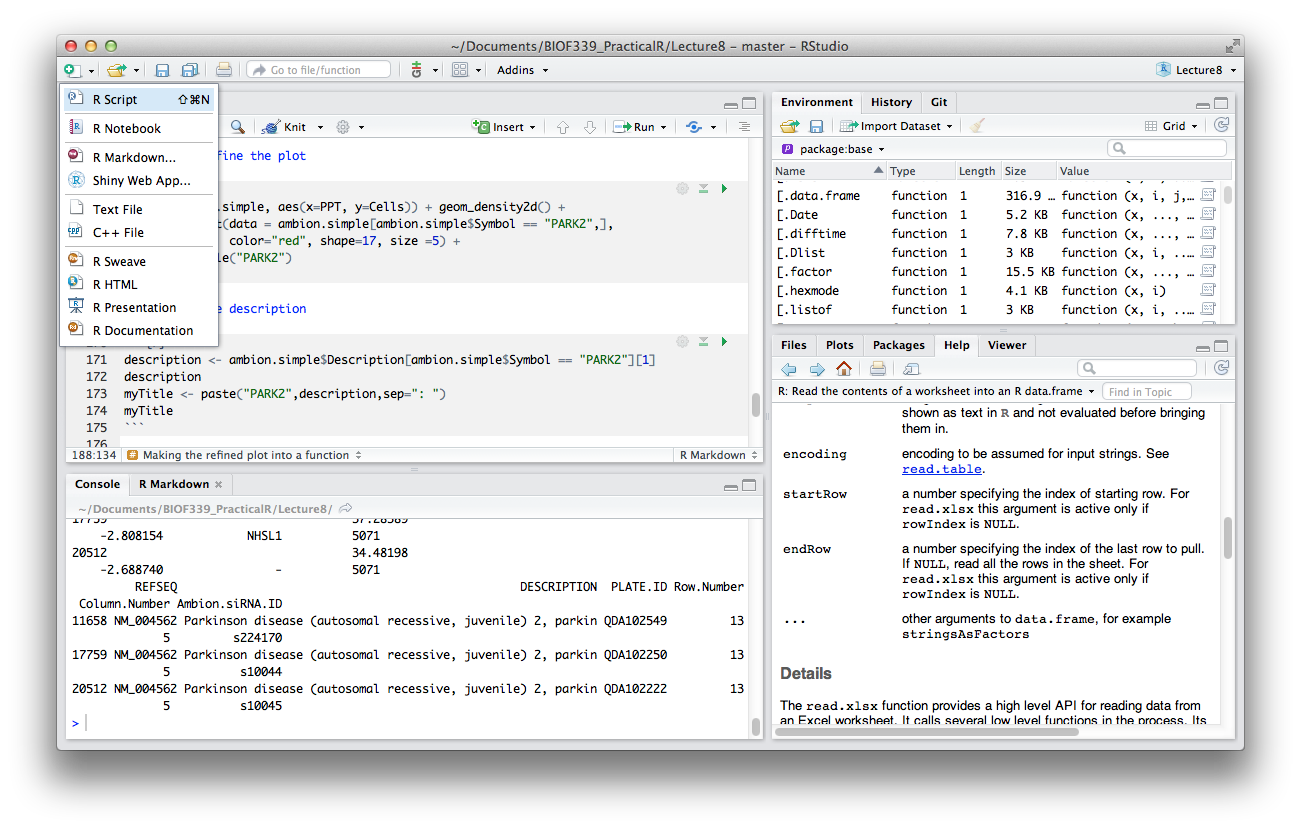 ~/Documents/BIOF339_PracticalR/Lecture8 – master – RStudio
Go to file/function
Addins
Lecture8
R Script ⇧⌘N
R Notebook
R Markdown...
Shiny Web App...
Text File
C++ File
R Sweave
R HTML
R Presentation
R Documentation
Knit
Insert
Run
fine the plot
.simple, aes(x=PPT, y=Cells)) + geom_density2d() +
t(data = ambion.simple[ambion.simple$Symbol == "PARK2",],
color="red", shape=17, size =5) +
le("PARK2")
e description
171 description <- ambion.simple$Description[ambion.simple$Symbol == "PARK2"][1]
172 description
173 myTitle <- paste("PARK2",description,sep=": ")
174 myTitle
175 ```
176
188:134 Making the refined plot into a function R Markdown
Console R Markdown
~/Documents/BIOF339_PracticalR/Lecture8/
17759 37.28589
-2.808154 NHSL1 5071
20512 34.48198
-2.688740 - 5071
REFSEQ DESCRIPTION PLATE.ID Row.Number
Column.Number Ambion.siRNA.ID
11658 NM_004562 Parkinson disease (autosomal recessive, juvenile) 2, parkin QDA102549 13
5 s224170
17759 NM_004562 Parkinson disease (autosomal recessive, juvenile) 2, parkin QDA102250 13
5 s10044
20512 NM_004562 Parkinson disease (autosomal recessive, juvenile) 2, parkin QDA102222 13
5 s10045
>
Environment History Git
Import Dataset Grid
package:base
Name Type Length Size Value
[.data.frame function 1 316.9 … function (x, i, j,…
[.Date function 1 5.2 KB function (x, ..., …
[.difftime function 1 7.8 KB function (x, ..., …
[.Dlist function 1 3 KB function (x, i, ..…
[.factor function 1 15.5 KB function (x, ..., …
[.hexmode function 1 4.1 KB function (x, i)
[.listof function 1 3 KB function (x, i, ..…
Files Plots Packages Help Viewer
R: Read the contents of a worksheet into an R data.frame Find in Topic
shown as text in R and not evaluated before bringing
them in.
encoding encoding to be assumed for input strings. See
read.table.
startRow a number specifying the index of starting row. For
read.xlsx this argument is active only if
rowIndex is NULL.
endRow a number specifying the index of the last row to pull.
If NULL, read all the rows in the sheet. For
read.xlsx this argument is active only if
rowIndex is NULL.
... other arguments to data.frame, for example
stringsAsFactors
Details
The read.xlsx function provides a high level API for reading data from
an Excel worksheet. It calls several low level functions in the process. Its